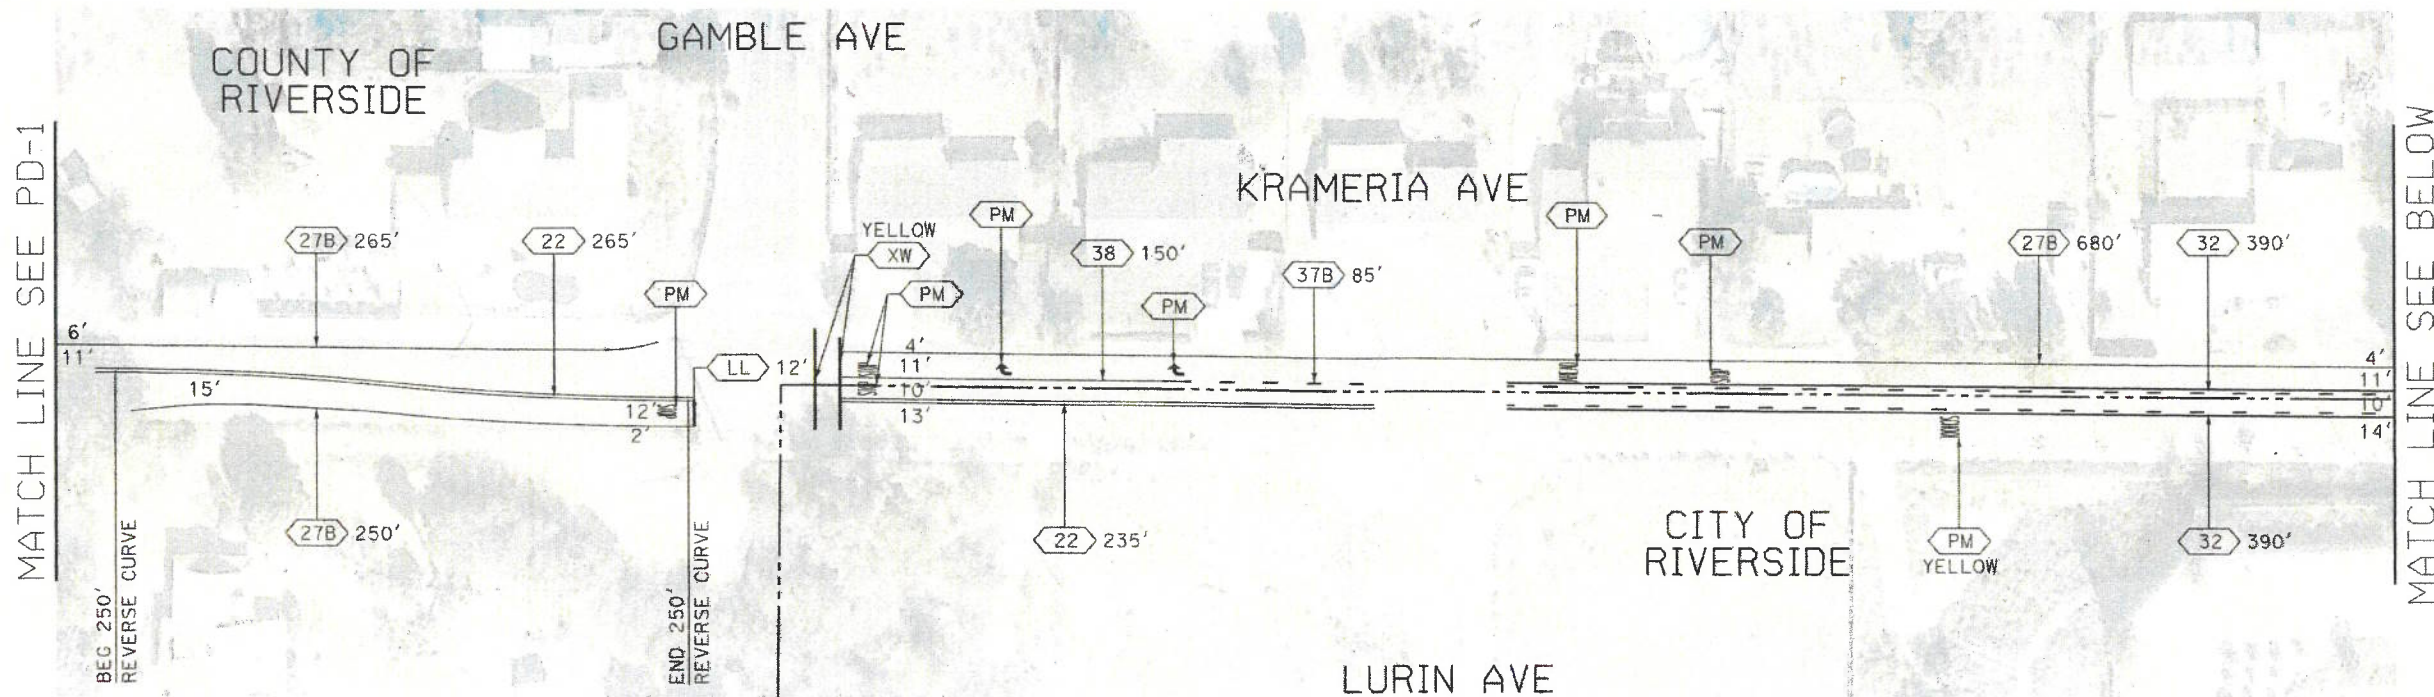 GAMBLE AVE
COUNTY OF
RIVERSIDE
KRAMERIA AVE
MATCH LINE SEE PD-1
MATCH LINE SEE BELOW
27B 265'
22 265'
PM
YELLOW
XW
PM
PM
38 150'
PM
37B 85'
PM
PM
27B 680'
32 390'
6'
11'
15'
12'
2'
LL 12'
4'
11'
10'
13'
AHEAD
STOP
4'
11'
10'
14'
27B 250'
22 235'
CITY OF
RIVERSIDE
PM
YELLOW
32 390'
BEG 250'
REVERSE CURVE
END 250'
REVERSE CURVE
LURIN AVE